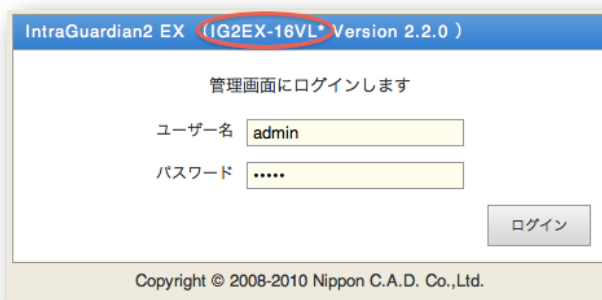 IntraGuardian2 EX （IG2EX-16VL* Version 2.2.0 ）
管理画面にログインします
ユーザー名 admin
パスワード •••••
ログイン
Copyright © 2008-2010 Nippon C.A.D. Co.,Ltd.